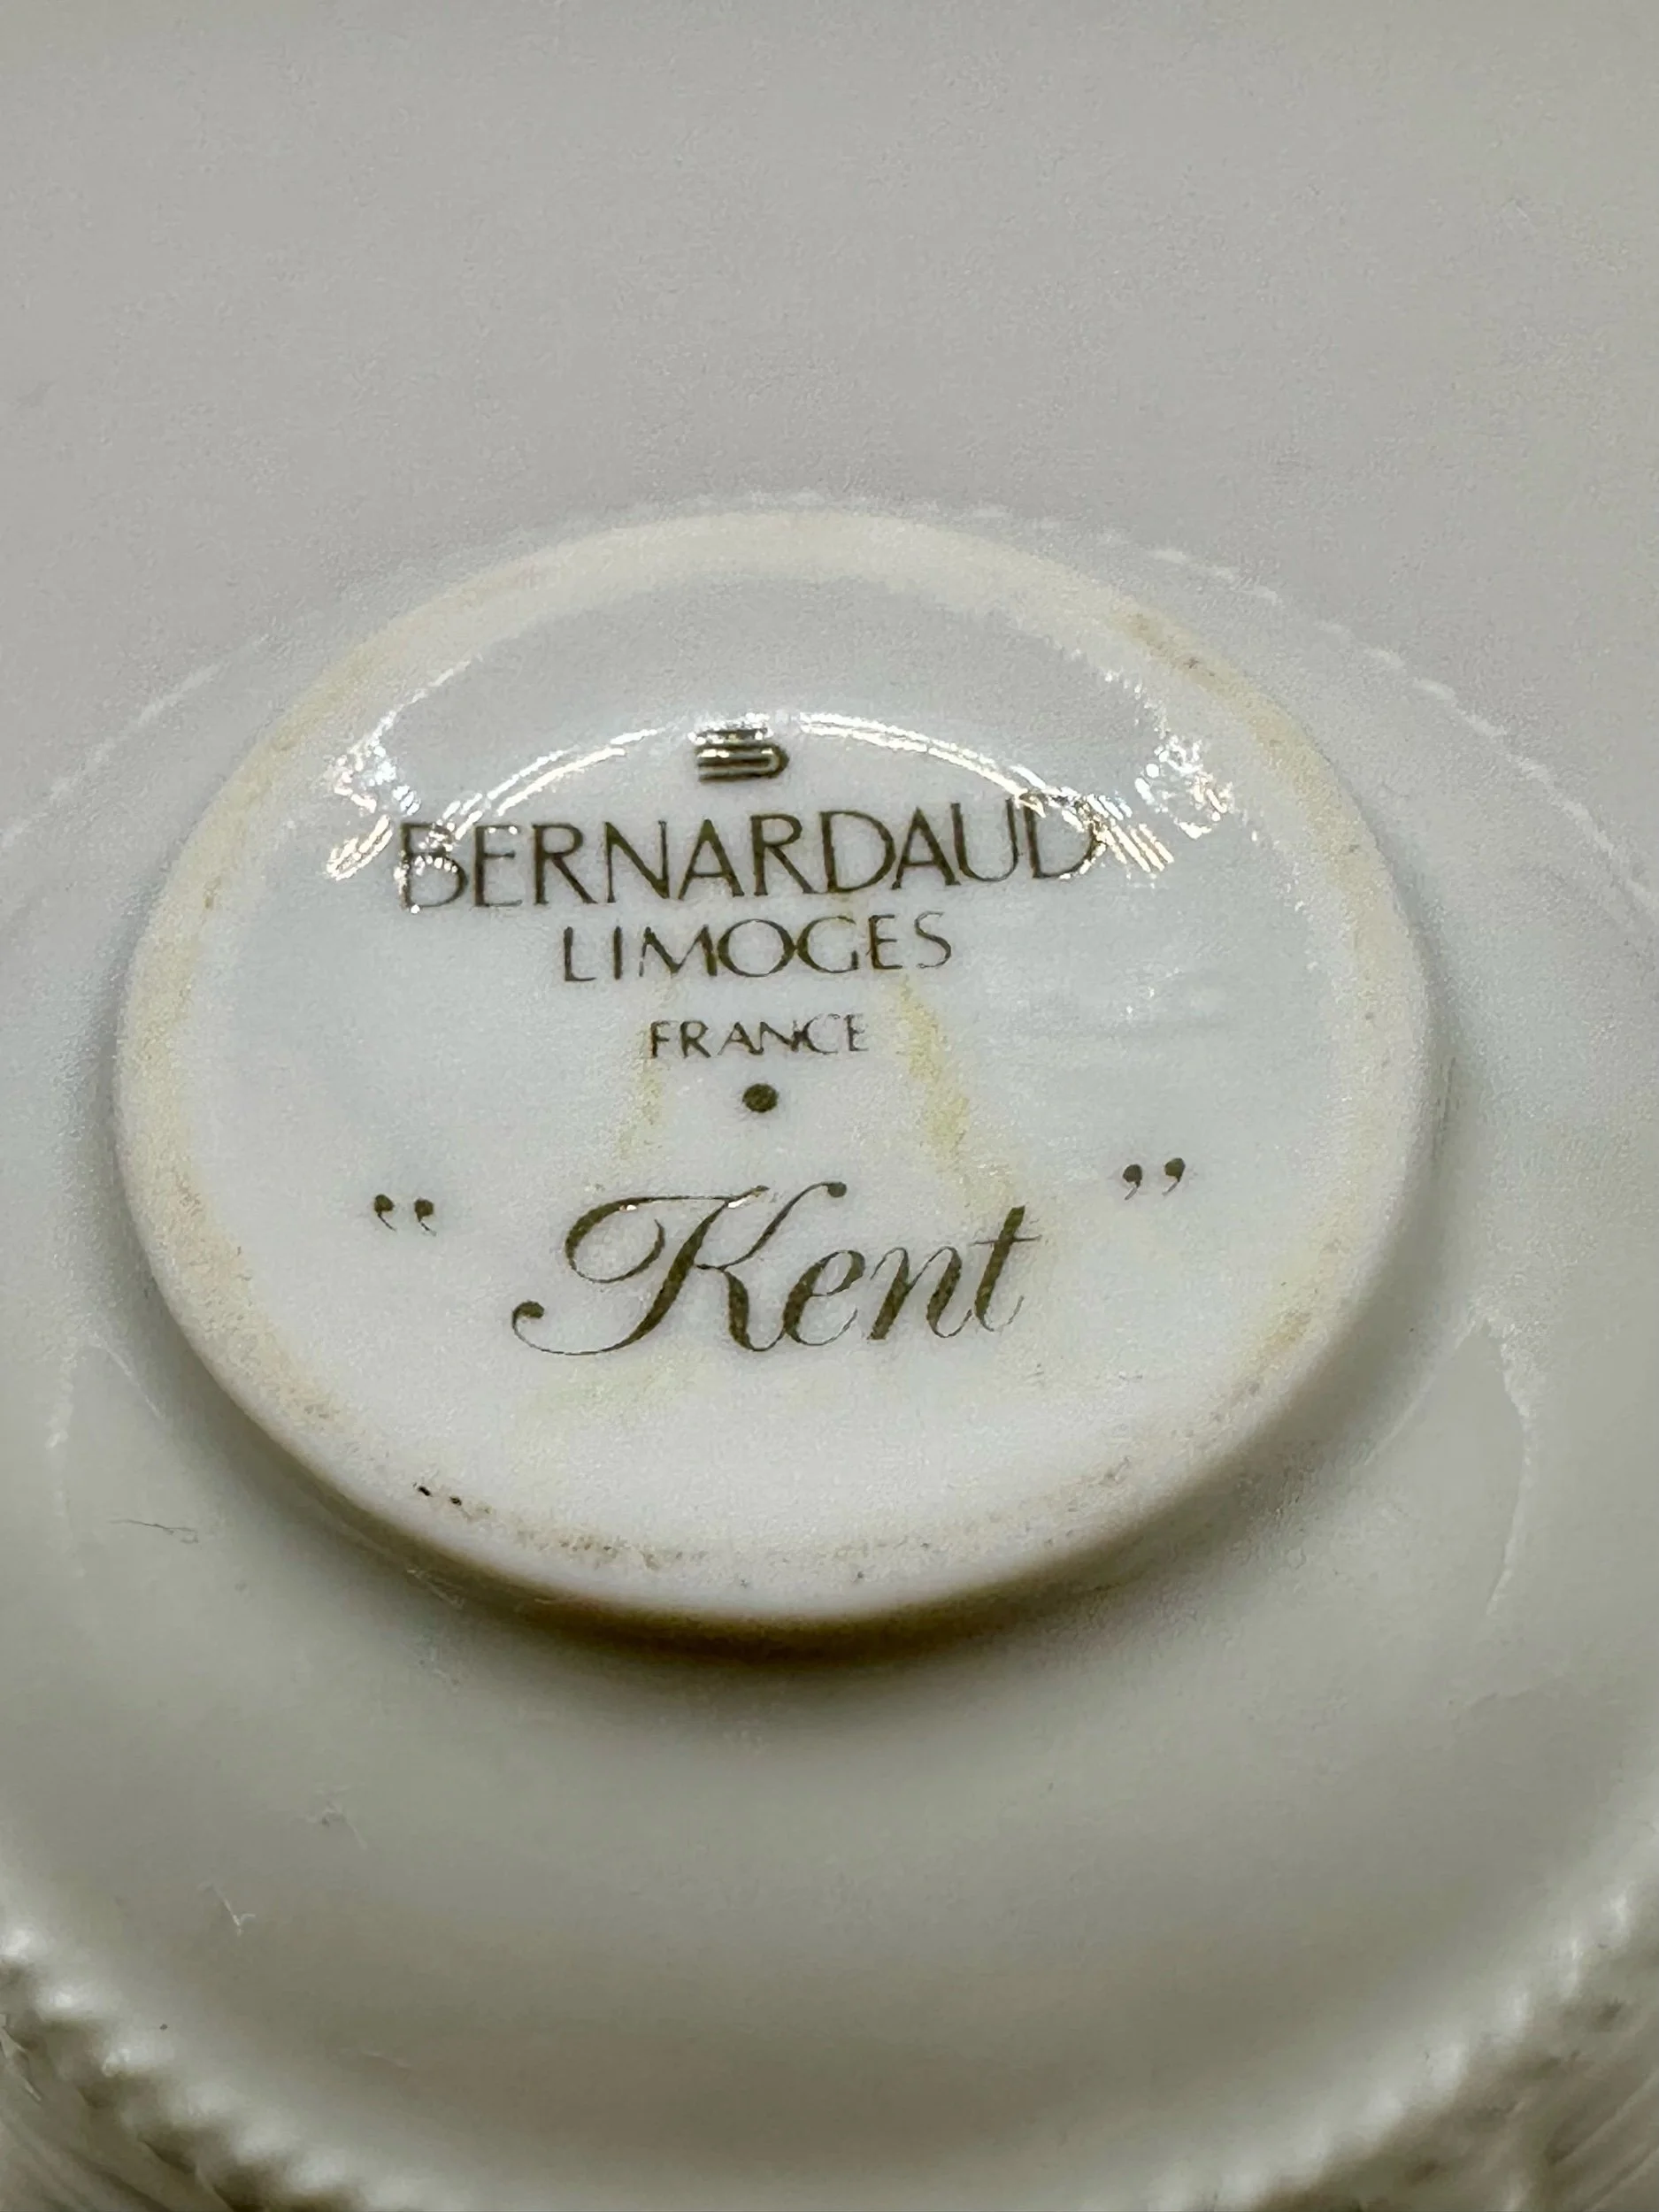 BERNARDAUD
LIMOGES
FRANCE
“ Kent ”